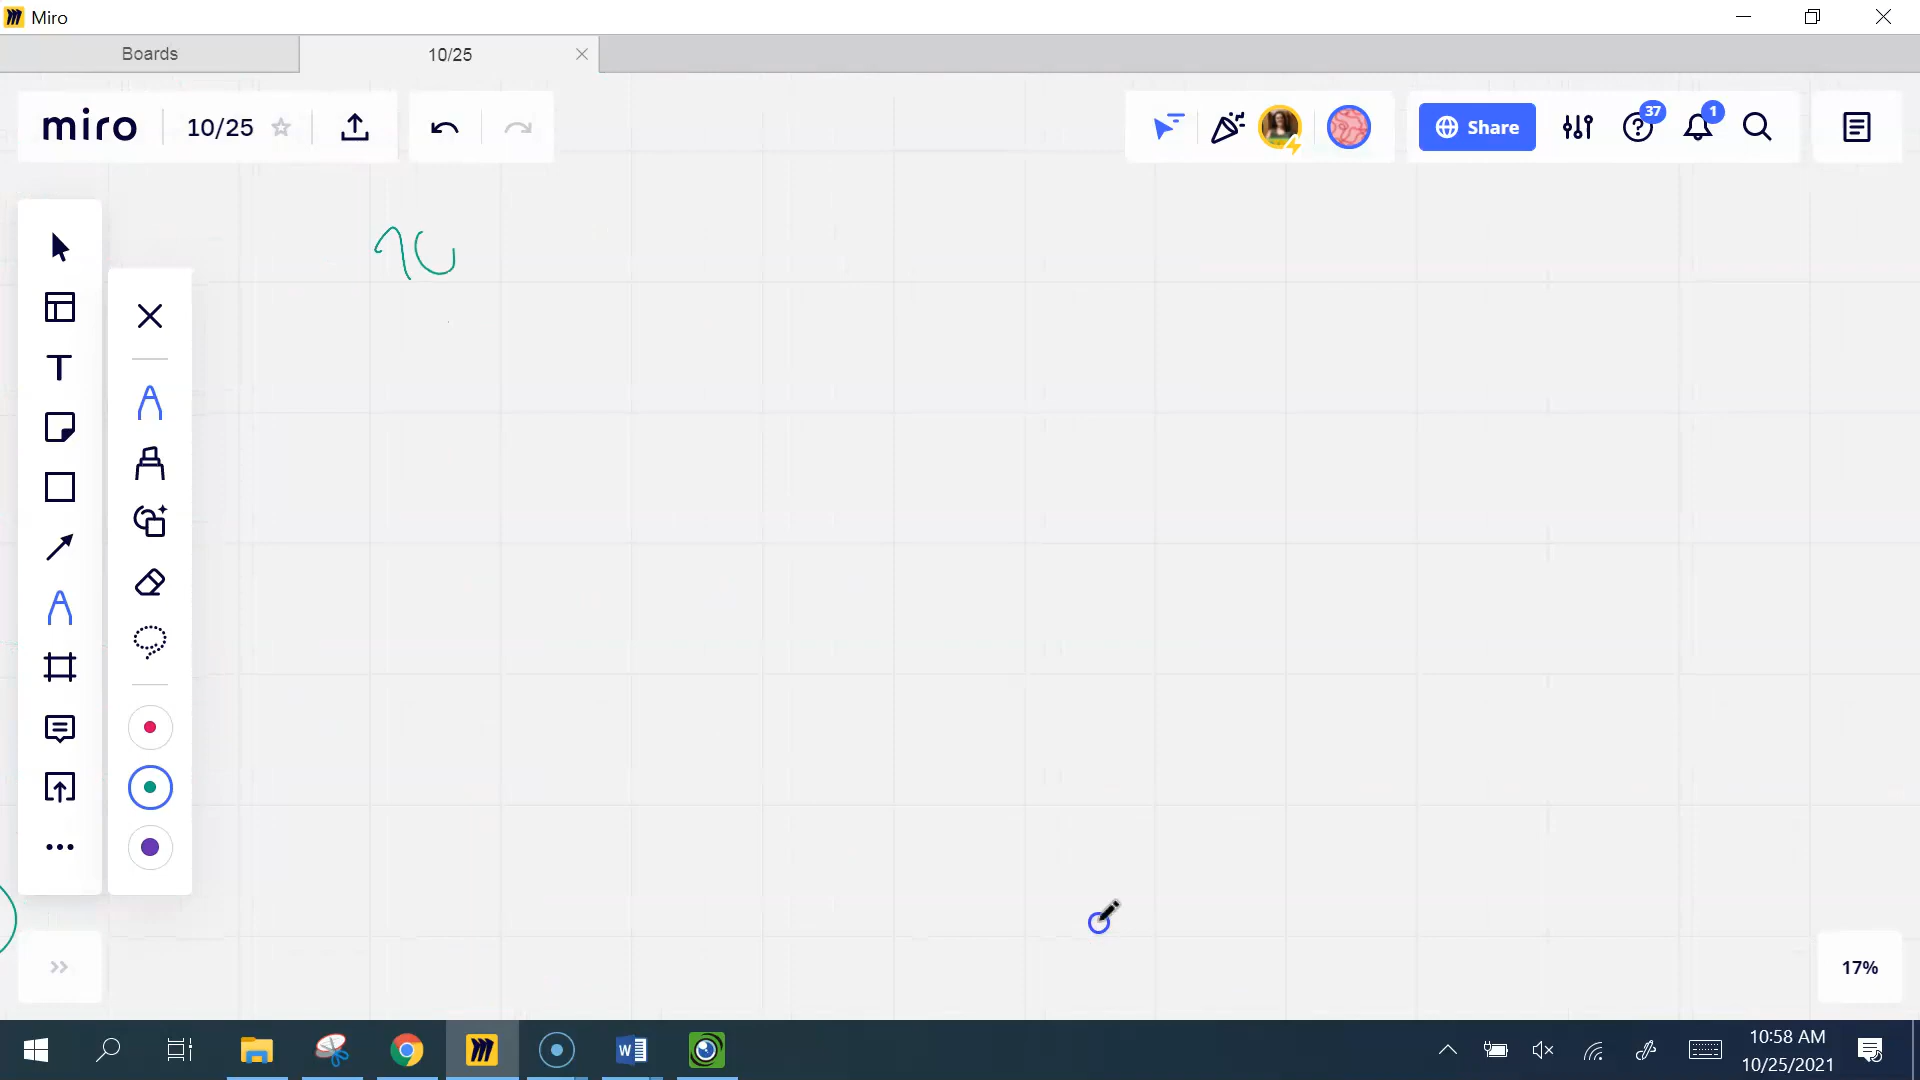 Miro
Boards
10/25
miro
10/25
Share
37
1
T
17%
10:58 AM
10/25/2021